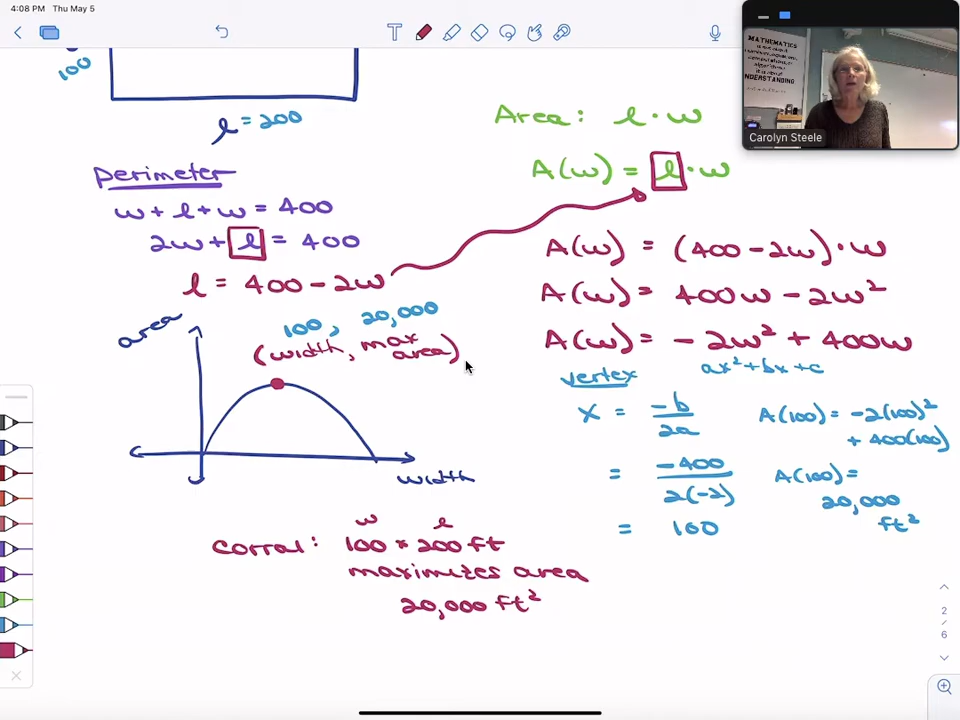 4:08 PM Thu May 5
100
l = 200
Perimeter
w + l + w = 400
2w + l = 400
l = 400 - 2w
Area: l · w
A(w) = l · w
A(w) = (400 - 2w) · w
A(w) = 400w - 2w²
A(w) = - 2w² + 400w
ax² + bx + c
area
100, 20,000
(width, max
area)
width
vertex
x = -b
2a
= -400
2(-2)
= 100
A(100) = -2(100)²
+ 400(100)
A(100) =
20,000
ft²
w l
corral: 100 × 200 ft
maximizes area
20,000 ft²
MATHEMATICS
UNDERSTANDING
Carolyn Steele
2
/
6